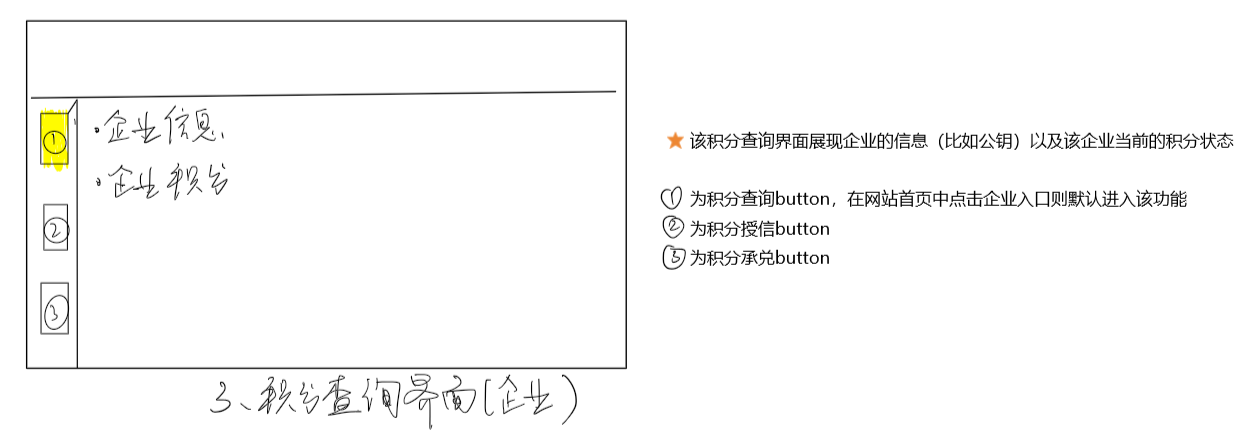 ①
·企业信息.
·企业积分
②
③
3、积分查询界面(企业)
该积分查询界面展现企业的信息（比如公钥）以及该企业当前的积分状态
① 为积分查询button，在网站首页中点击企业入口则默认进入该功能
② 为积分授信button
③ 为积分承兑button